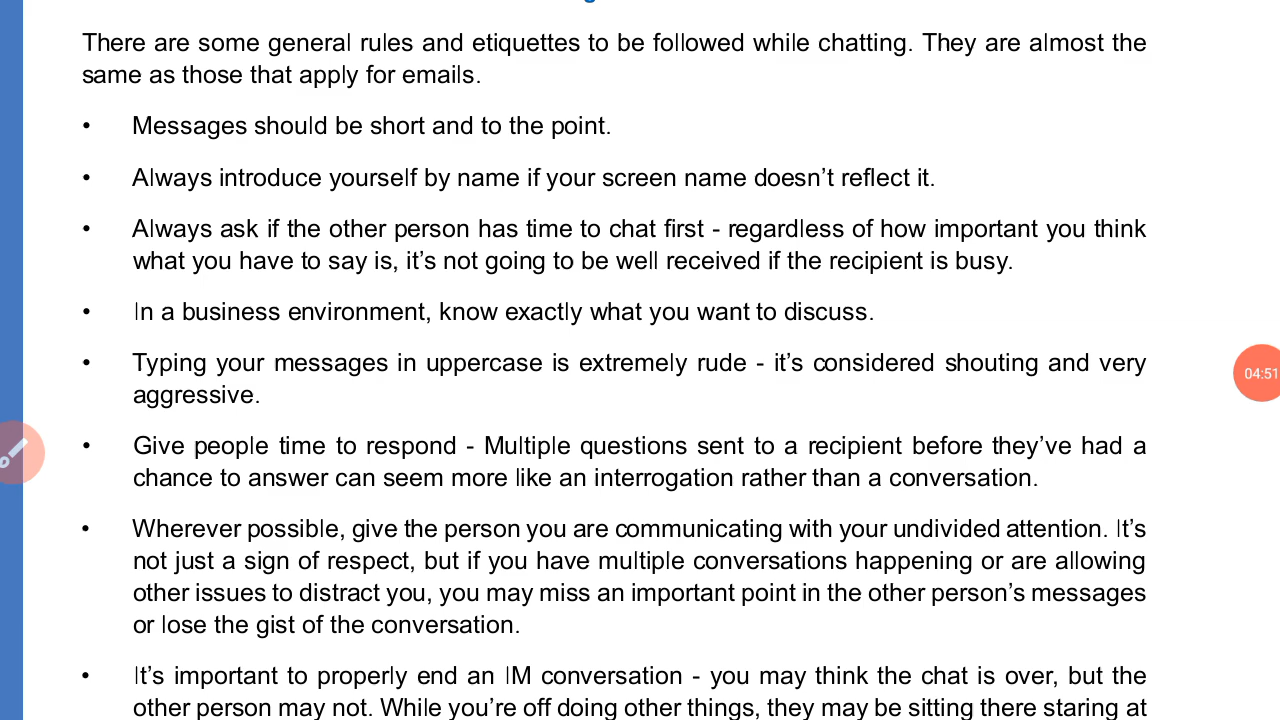 There are some general rules and etiquettes to be followed while chatting. They are almost the
same as those that apply for emails.
• Messages should be short and to the point.
• Always introduce yourself by name if your screen name doesn’t reflect it.
• Always ask if the other person has time to chat first - regardless of how important you think
what you have to say is, it’s not going to be well received if the recipient is busy.
• In a business environment, know exactly what you want to discuss.
• Typing your messages in uppercase is extremely rude - it’s considered shouting and very
aggressive.
04:51
• Give people time to respond - Multiple questions sent to a recipient before they’ve had a
chance to answer can seem more like an interrogation rather than a conversation.
• Wherever possible, give the person you are communicating with your undivided attention. It’s
not just a sign of respect, but if you have multiple conversations happening or are allowing
other issues to distract you, you may miss an important point in the other person’s messages
or lose the gist of the conversation.
• It’s important to properly end an IM conversation - you may think the chat is over, but the
other person may not. While you’re off doing other things, they may be sitting there staring at